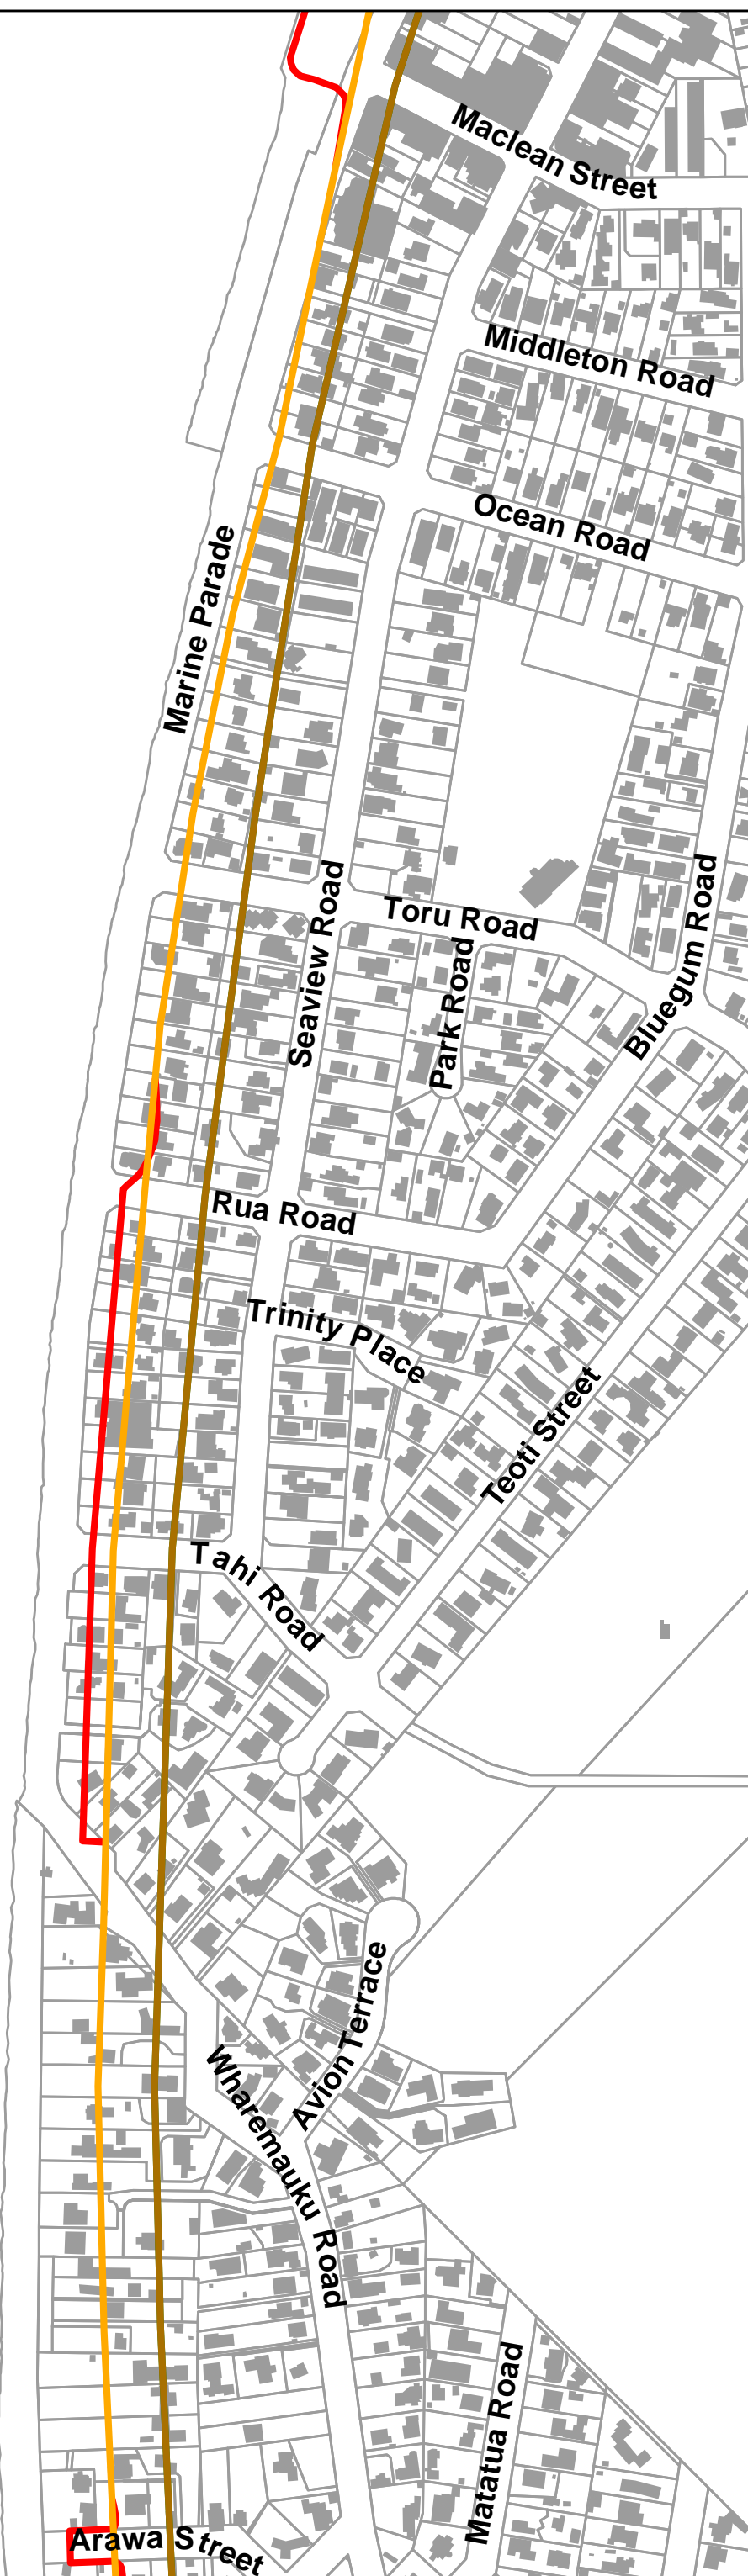 Maclean Street
Middleton Road
Ocean Road
Marine Parade
Seaview Road
Toru Road
Park Road
Bluegum Road
Rua Road
Trinity Place
Teoti Street
Tahi Road
Avion Terrace
Wharemauku Road
Matatua Road
Arawa Street